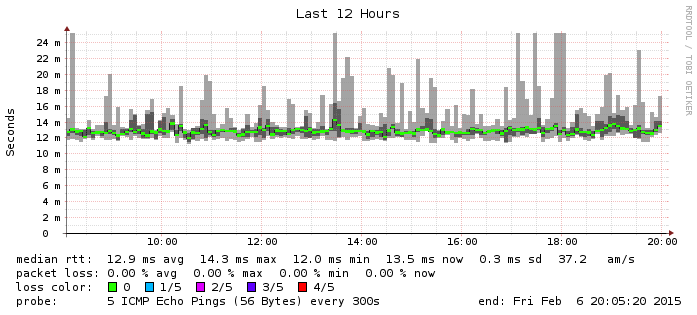 Last 12 Hours
RRDTOOL / TOBI OETIKER
Seconds
24 m
22 m
20 m
18 m
16 m
14 m
12 m
10 m
8 m
6 m
4 m
2 m
0
10:00 12:00 14:00 16:00 18:00 20:00
median rtt: 12.9 ms avg 14.3 ms max 12.0 ms min 13.5 ms now 0.3 ms sd 37.2 am/s
packet loss: 0.00 % avg 0.00 % max 0.00 % min 0.00 % now
loss color: 0 1/5 2/5 3/5 4/5
probe: 5 ICMP Echo Pings (56 Bytes) every 300s end: Fri Feb 6 20:05:20 2015